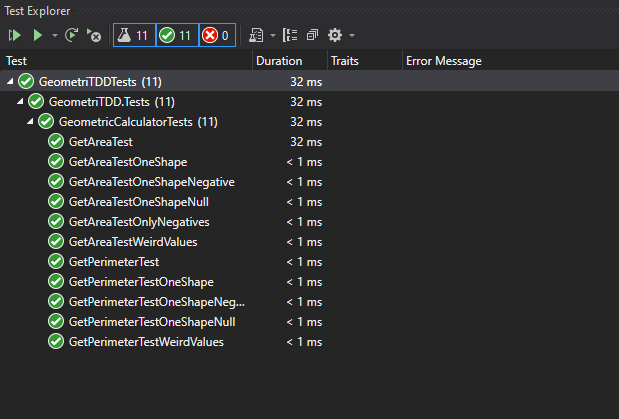 Test Explorer
11 11 0
Test Duration Traits Error Message
GeometriTDDTests (11) 32 ms
GeometriTDD.Tests (11) 32 ms
GeometricCalculatorTests (11) 32 ms
GetAreaTest 32 ms
GetAreaTestOneShape < 1 ms
GetAreaTestOneShapeNegative < 1 ms
GetAreaTestOneShapeNull < 1 ms
GetAreaTestOnlyNegatives < 1 ms
GetAreaTestWeirdValues < 1 ms
GetPerimeterTest < 1 ms
GetPerimeterTestOneShape < 1 ms
GetPerimeterTestOneShapeNeg... < 1 ms
GetPerimeterTestOneShapeNull < 1 ms
GetPerimeterTestWeirdValues < 1 ms